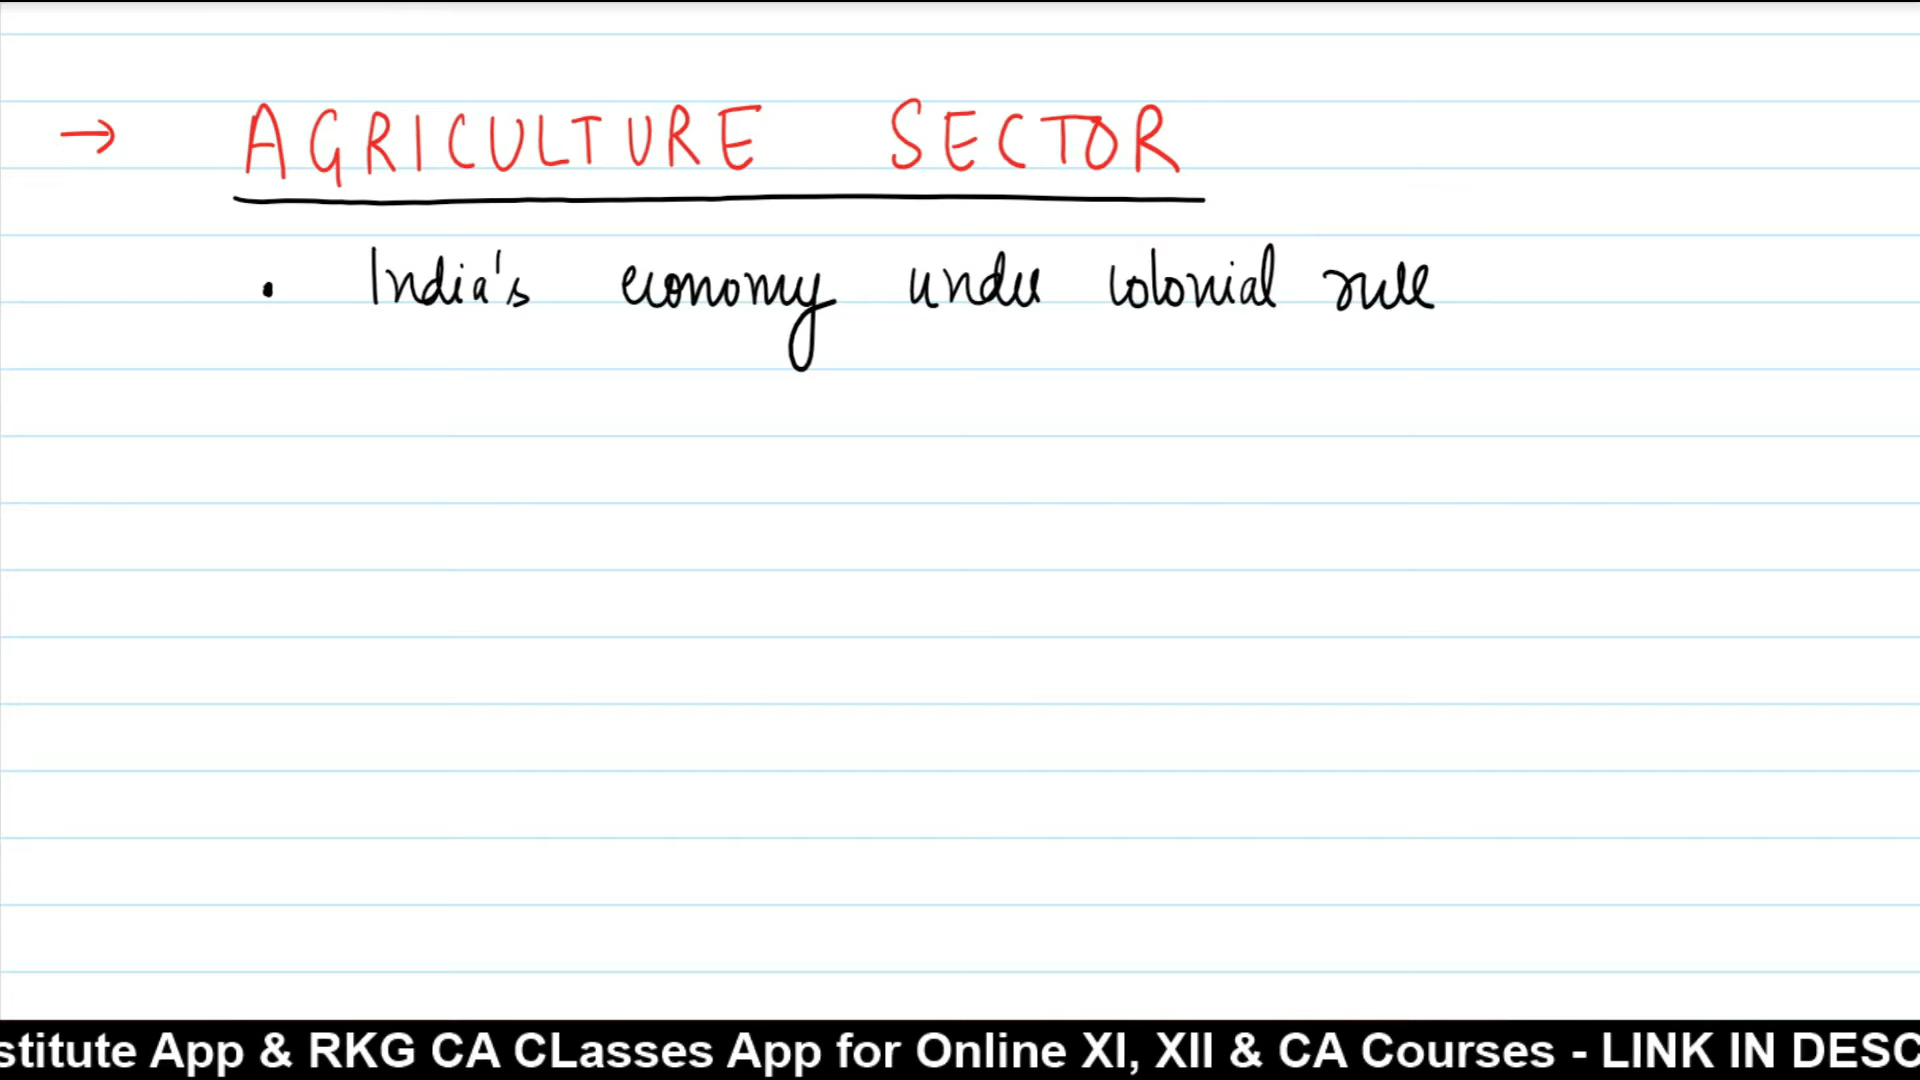 → AGRICULTURE SECTOR
• India's economy under colonial rule
stitute App & RKG CA CLasses App for Online XI, XII & CA Courses - LINK IN DESC